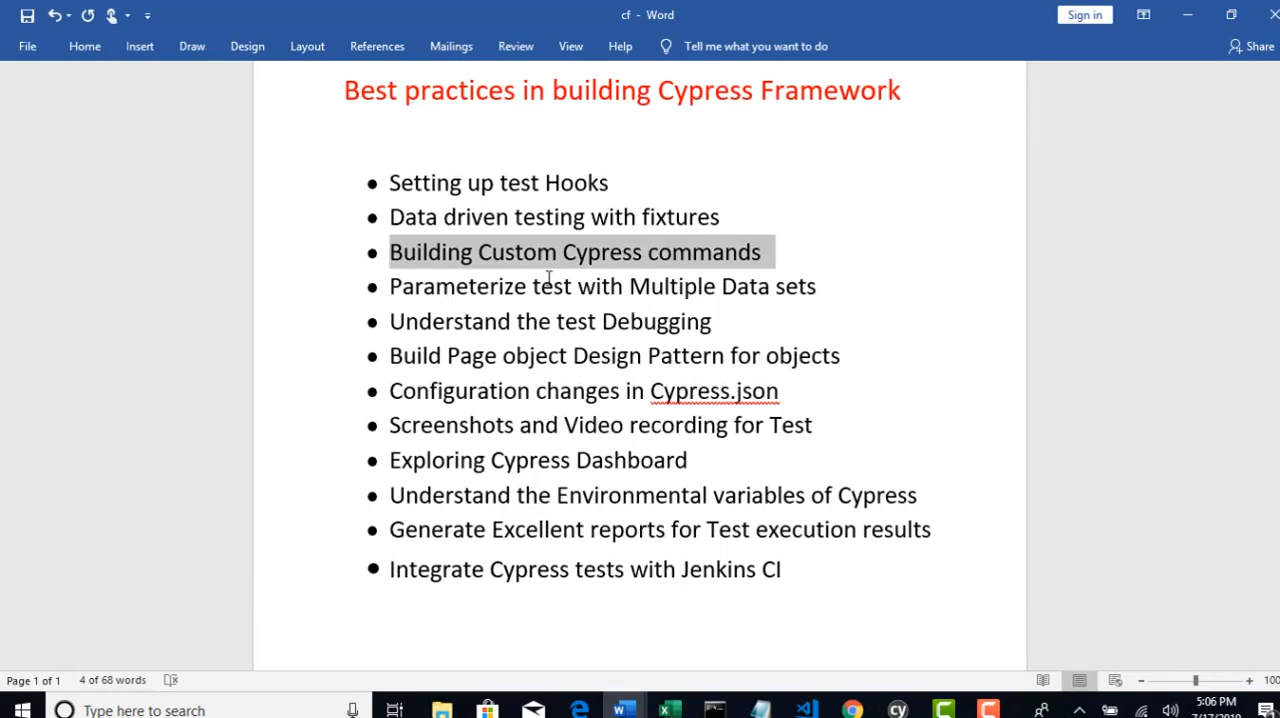 cf - Word
Sign in
File Home Insert Draw Design Layout References Mailings Review View Help Tell me what you want to do Share
Best practices in building Cypress Framework
• Setting up test Hooks
• Data driven testing with fixtures
• Building Custom Cypress commands
• Parameterize test with Multiple Data sets
• Understand the test Debugging
• Build Page object Design Pattern for objects
• Configuration changes in Cypress.json
• Screenshots and Video recording for Test
• Exploring Cypress Dashboard
• Understand the Environmental variables of Cypress
• Generate Excellent reports for Test execution results
• Integrate Cypress tests with Jenkins CI
Page 1 of 1 4 of 68 words
100
Type here to search
cy
5:06 PM